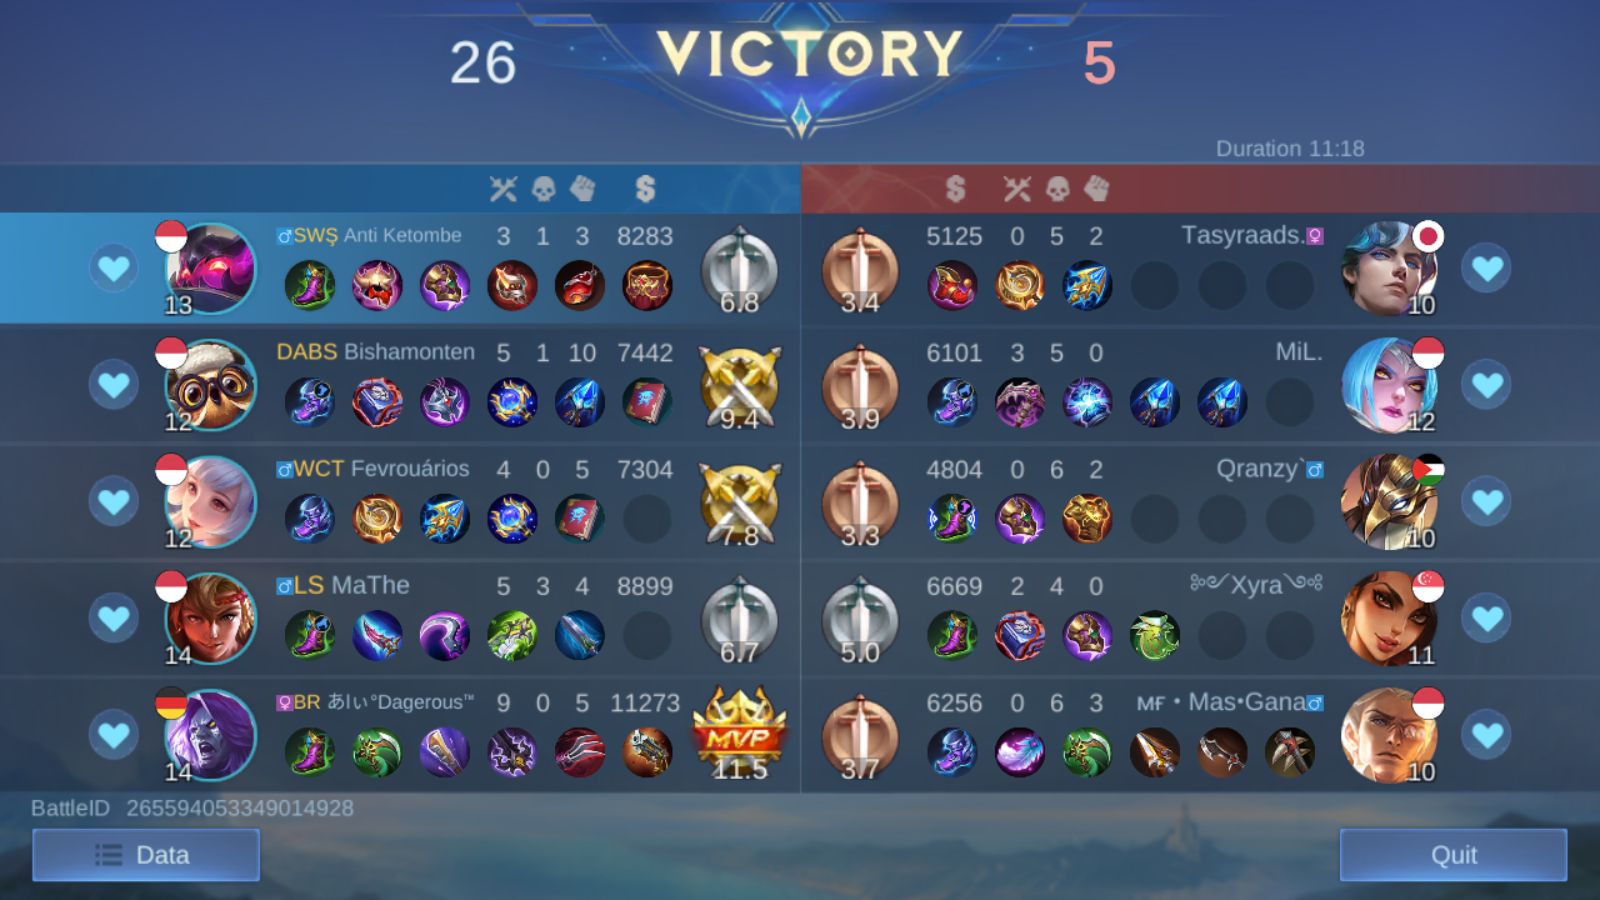 26 VICTORY 5
Duration 11:18
SWŞ Anti Ketombe 3 1 3 8283
13 6.8
5125 0 5 2 Tasyraads.
3.4 10
DABS Bishamonten 5 1 10 7442
12 9.4
6101 3 5 0 MiL.
3.9 12
WCT Fevrouários 4 0 5 7304
12 7.8
4804 0 6 2 Qranzy`
3.3 10
LS MaThe 5 3 4 8899
14 6.7
6669 2 4 0 Xyra
5.0 11
BR あlぃ°Dagerous™ 9 0 5 11273
14 MVP 11.5
6256 0 6 3 ᴍꜰ • Mas•Gana
3.7 10
BattleID 265594053349014928
Data
Quit